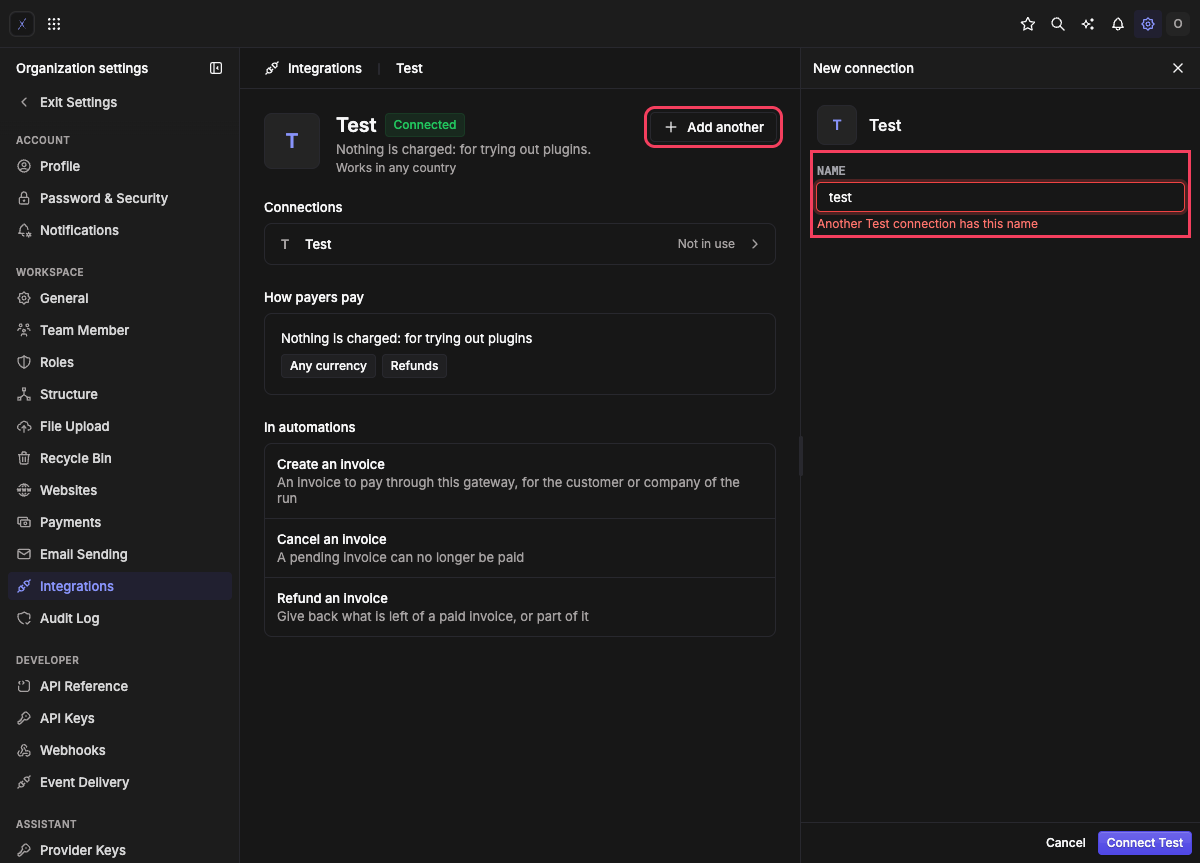 O
Organization settings
Exit Settings
ACCOUNT
Profile
Password & Security
Notifications
WORKSPACE
General
Team Member
Roles
Structure
File Upload
Recycle Bin
Websites
Payments
Email Sending
Integrations
Audit Log
DEVELOPER
API Reference
API Keys
Webhooks
Event Delivery
ASSISTANT
Provider Keys
Integrations | Test
T
Test Connected
Nothing is charged: for trying out plugins.
Works in any country
+ Add another
Connections
T Test Not in use
How payers pay
Nothing is charged: for trying out plugins
Any currency Refunds
In automations
Create an invoice
An invoice to pay through this gateway, for the customer or company of the
run
Cancel an invoice
A pending invoice can no longer be paid
Refund an invoice
Give back what is left of a paid invoice, or part of it
New connection
T Test
NAME
test
Another Test connection has this name
Cancel Connect Test